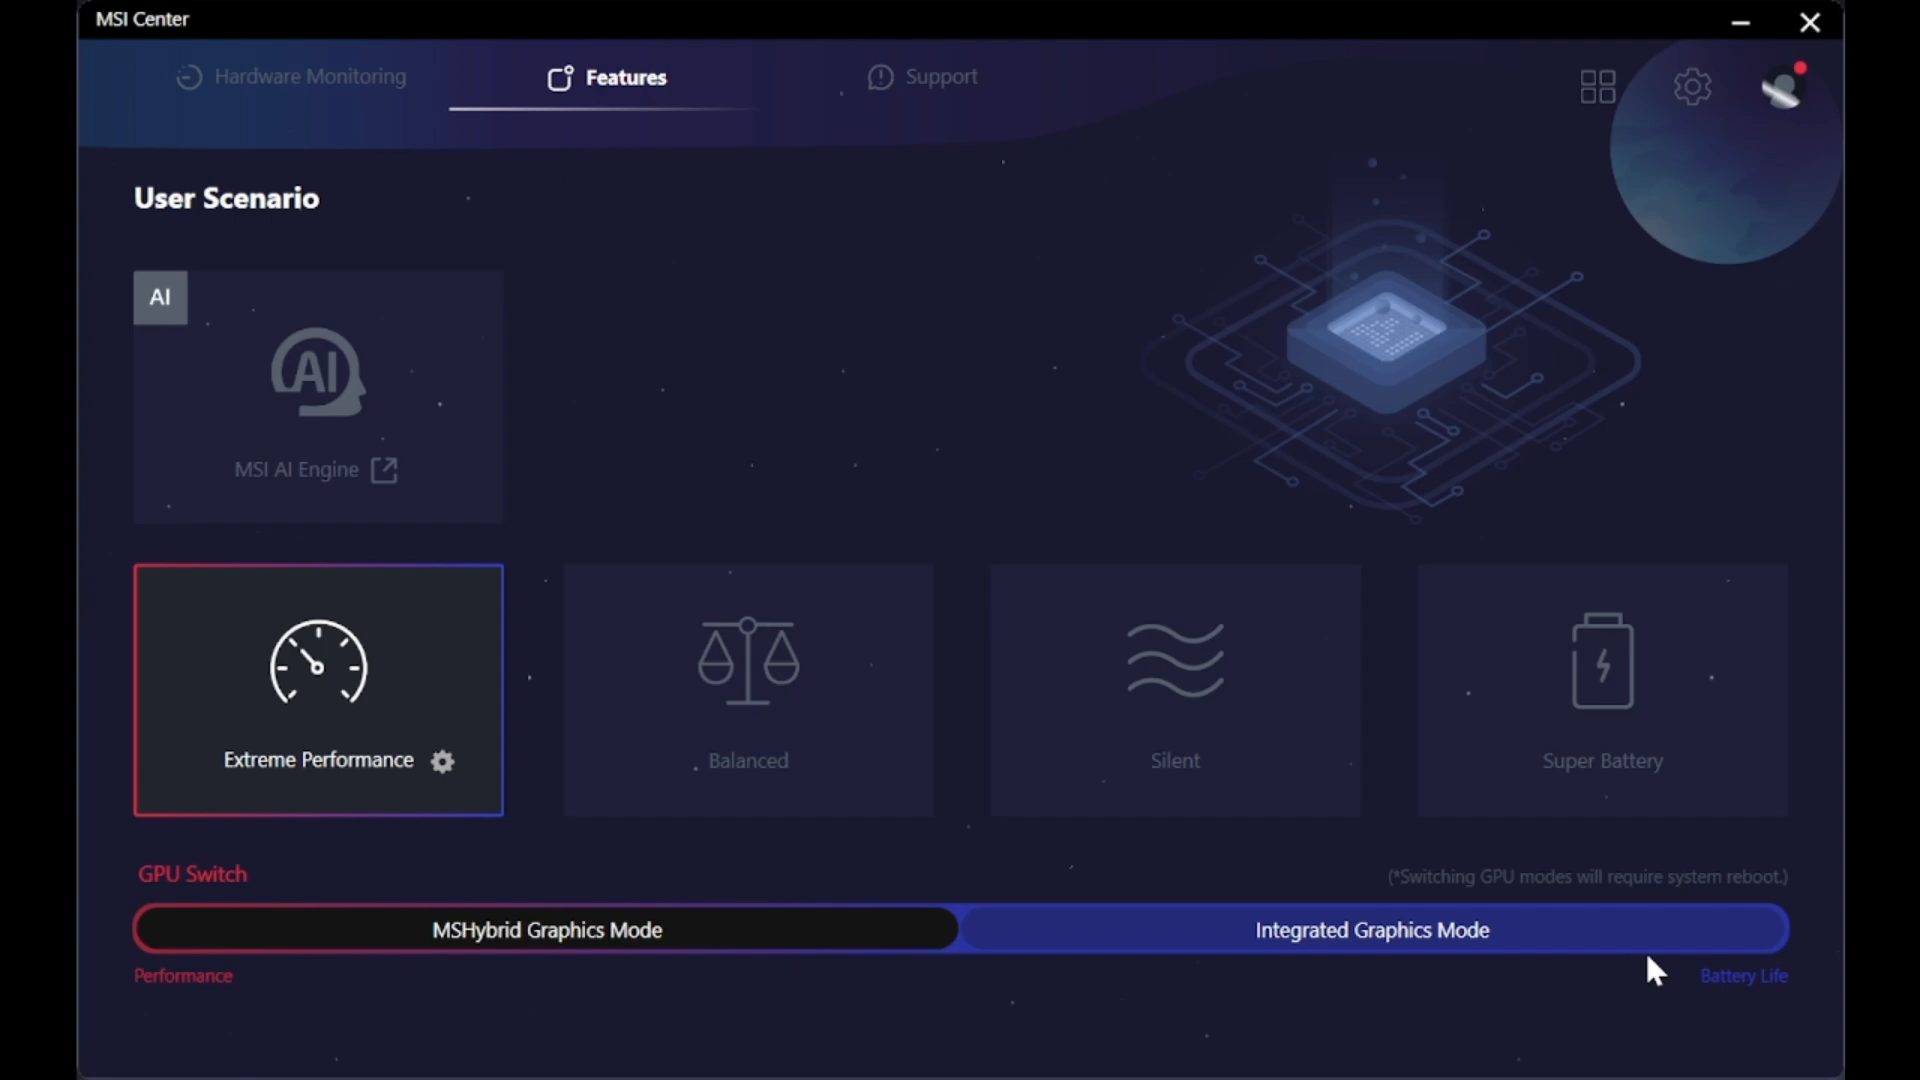 MSI Center
Hardware Monitoring
Features
Support
User Scenario
AI
AI
MSI AI Engine
Extreme Performance
Balanced
Silent
Super Battery
GPU Switch
(*Switching GPU modes will require system reboot.)
MSHybrid Graphics Mode
Integrated Graphics Mode
Performance
Battery Life